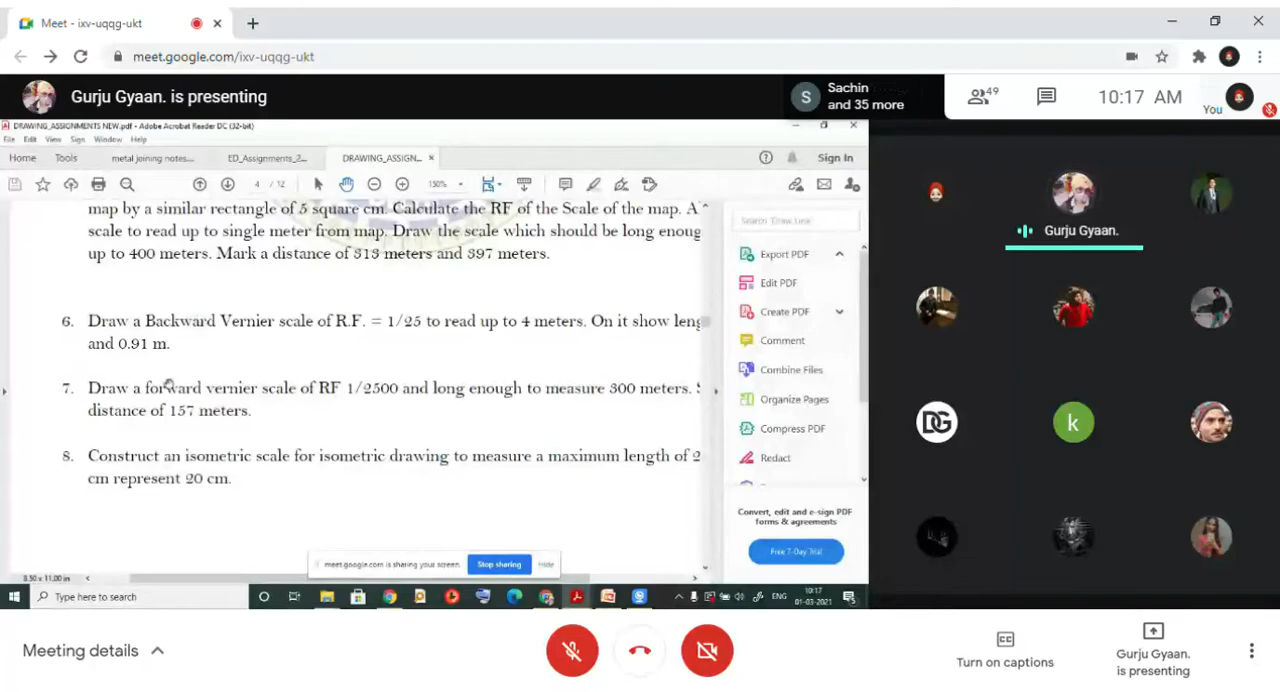 Meet - ixv-uqqg-ukt
meet.google.com/ixv-uqqg-ukt
Gurju Gyaan. is presenting
S
Sachin
and 35 more
49
10:17 AM
You
DRAWING_ASSIGNMENTS NEW.pdf - Adobe Acrobat Reader DC (32-bit)
File Edit View Sign Window Help
Home Tools metal joining notes... ED_Assignments_2... DRAWING_ASSIGN... Sign In
4 / 12 150%
map by a similar rectangle of 5 square cm. Calculate the RF of the Scale of the map. A
scale to read up to single meter from map. Draw the scale which should be long enoug
up to 400 meters. Mark a distance of 313 meters and 397 meters.
6. Draw a Backward Vernier scale of R.F. = 1/25 to read up to 4 meters. On it show leng
and 0.91 m.
7. Draw a forward vernier scale of RF 1/2500 and long enough to measure 300 meters. S
distance of 157 meters.
8. Construct an isometric scale for isometric drawing to measure a maximum length of 2
cm represent 20 cm.
Export PDF
Edit PDF
Create PDF
Comment
Combine Files
Organize Pages
Compress PDF
Redact
Convert, edit and e-sign PDF
forms & agreements
Free 7-Day Trial
meet.google.com is sharing your screen. Stop sharing Hide
8.50 x 11.00 in
Type here to search
ENG
10:17
01-03-2021
Gurju Gyaan.
DG
k
Meeting details
Turn on captions
Gurju Gyaan.
is presenting